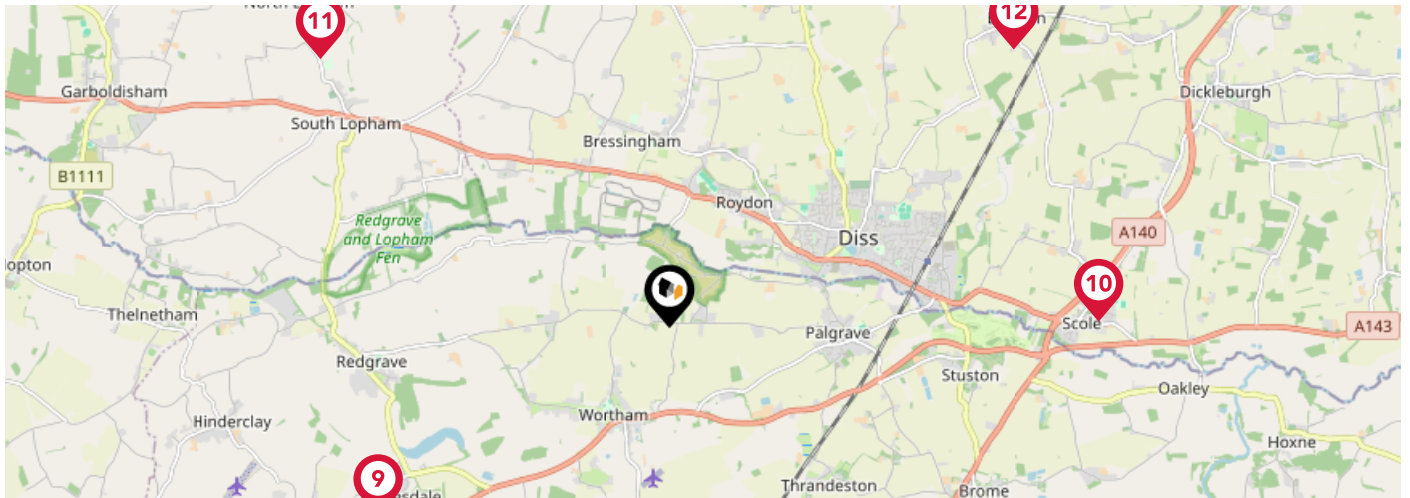 11
12
Garboldisham
Dickleburgh
South Lopham
Bressingham
B1111
Roydon
Redgrave
and Lopham
Fen
Diss
A140
opton
10
Thelnetham
Scole
A143
Palgrave
Redgrave
Stuston
Oakley
Wortham
Hinderclay
Hoxne
9
Thrandeston
Brome